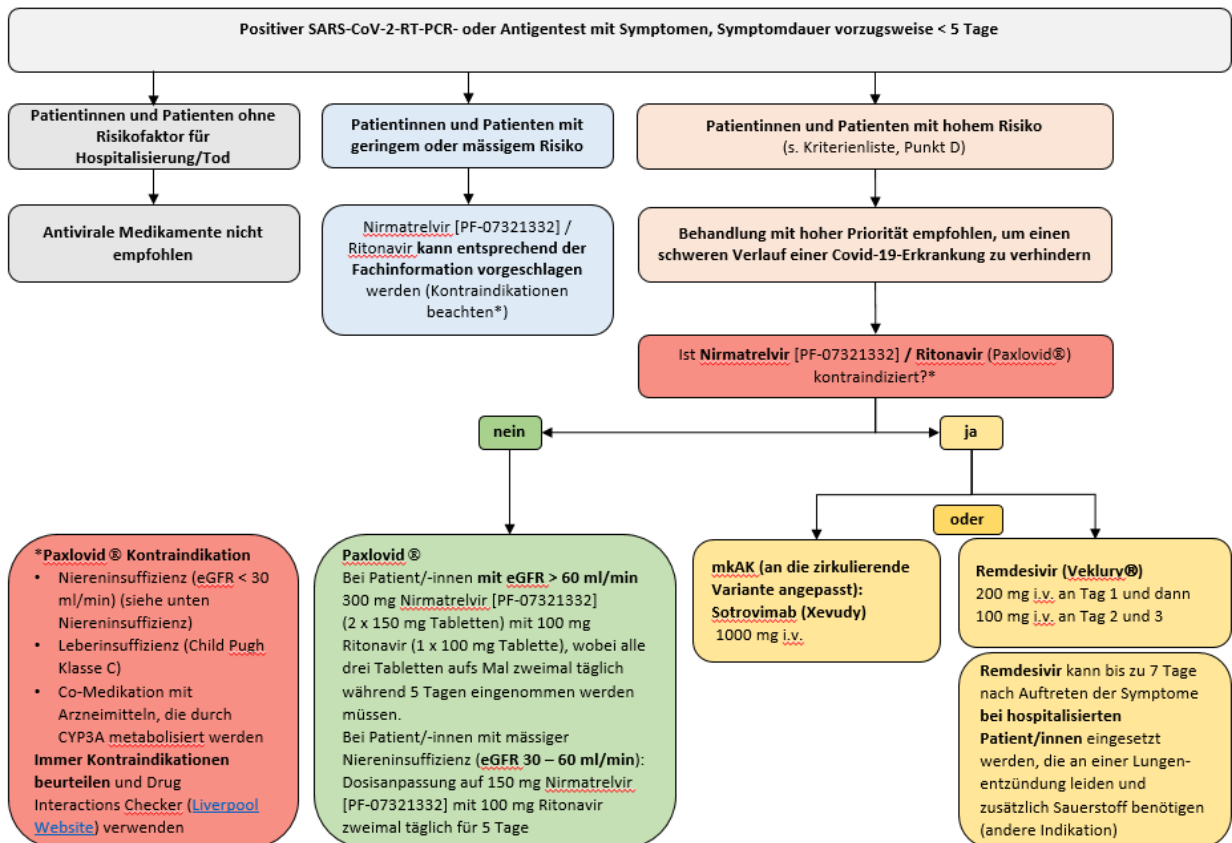 Positiver SARS-CoV-2-RT-PCR- oder Antigentest mit Symptomen, Symptomdauer vorzugsweise < 5 Tage
Patientinnen und Patienten ohne
Risikofaktor für
Hospitalisierung/Tod
Patientinnen und Patienten mit
geringem oder mässigem Risiko
Patientinnen und Patienten mit hohem Risiko
(s. Kriterienliste, Punkt D)
Antivirale Medikamente nicht
empfohlen
Nirmatrelvir [PF-07321332] /
Ritonavir kann entsprechend der
Fachinformation vorgeschlagen
werden (Kontraindikationen
beachten*)
Behandlung mit hoher Priorität empfohlen, um einen
schweren Verlauf einer Covid-19-Erkrankung zu verhindern
Ist Nirmatrelvir [PF-07321332] / Ritonavir (Paxlovid®)
kontraindiziert?*
nein
ja
oder
*Paxlovid ® Kontraindikation
• Niereninsuffizienz (eGFR < 30
ml/min) (siehe unten
Niereninsuffizienz)
• Leberinsuffizienz (Child Pugh
Klasse C)
• Co-Medikation mit
Arzneimitteln, die durch
CYP3A metabolisiert werden
Immer Kontraindikationen
beurteilen und Drug
Interactions Checker (Liverpool
Website) verwenden
Paxlovid ®
Bei Patient/-innen mit eGFR > 60 ml/min
300 mg Nirmatrelvir [PF-07321332]
(2 x 150 mg Tabletten) mit 100 mg
Ritonavir (1 x 100 mg Tablette), wobei alle
drei Tabletten aufs Mal zweimal täglich
während 5 Tagen eingenommen werden
müssen.
Bei Patient/-innen mit mässiger
Niereninsuffizienz (eGFR 30 – 60 ml/min):
Dosisanpassung auf 150 mg Nirmatrelvir
[PF-07321332] mit 100 mg Ritonavir
zweimal täglich für 5 Tage
mkAK (an die zirkulierende
Variante angepasst):
Sotrovimab (Xevudy)
1000 mg i.v.
Remdesivir (Veklury®)
200 mg i.v. an Tag 1 und dann
100 mg i.v. an Tag 2 und 3
Remdesivir kann bis zu 7 Tage
nach Auftreten der Symptome
bei hospitalisierten
Patient/innen eingesetzt
werden, die an einer Lungen-
entzündung leiden und
zusätzlich Sauerstoff benötigen
(andere Indikation)